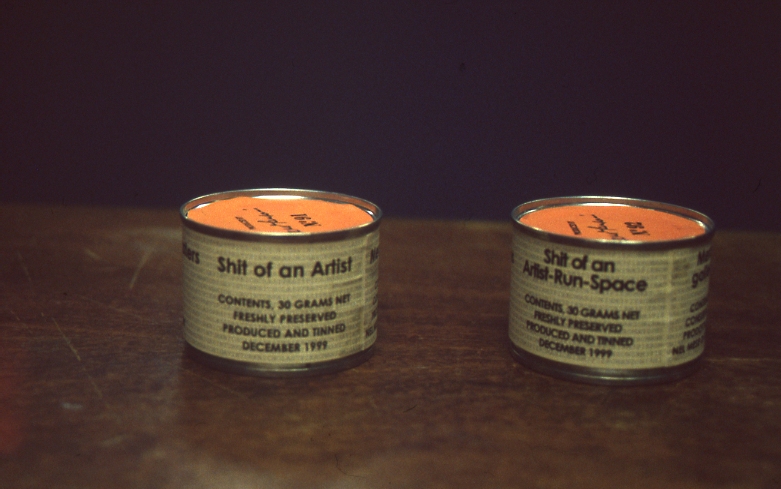 Shit of an Artist
CONTENTS, 30 GRAMS NET
FRESHLY PRESERVED
PRODUCED AND TINNED
DECEMBER 1999
Shit of an
Artist-Run-Space
CONTENTS, 30 GRAMS NET
FRESHLY PRESERVED
PRODUCED AND TINNED
DECEMBER 1999